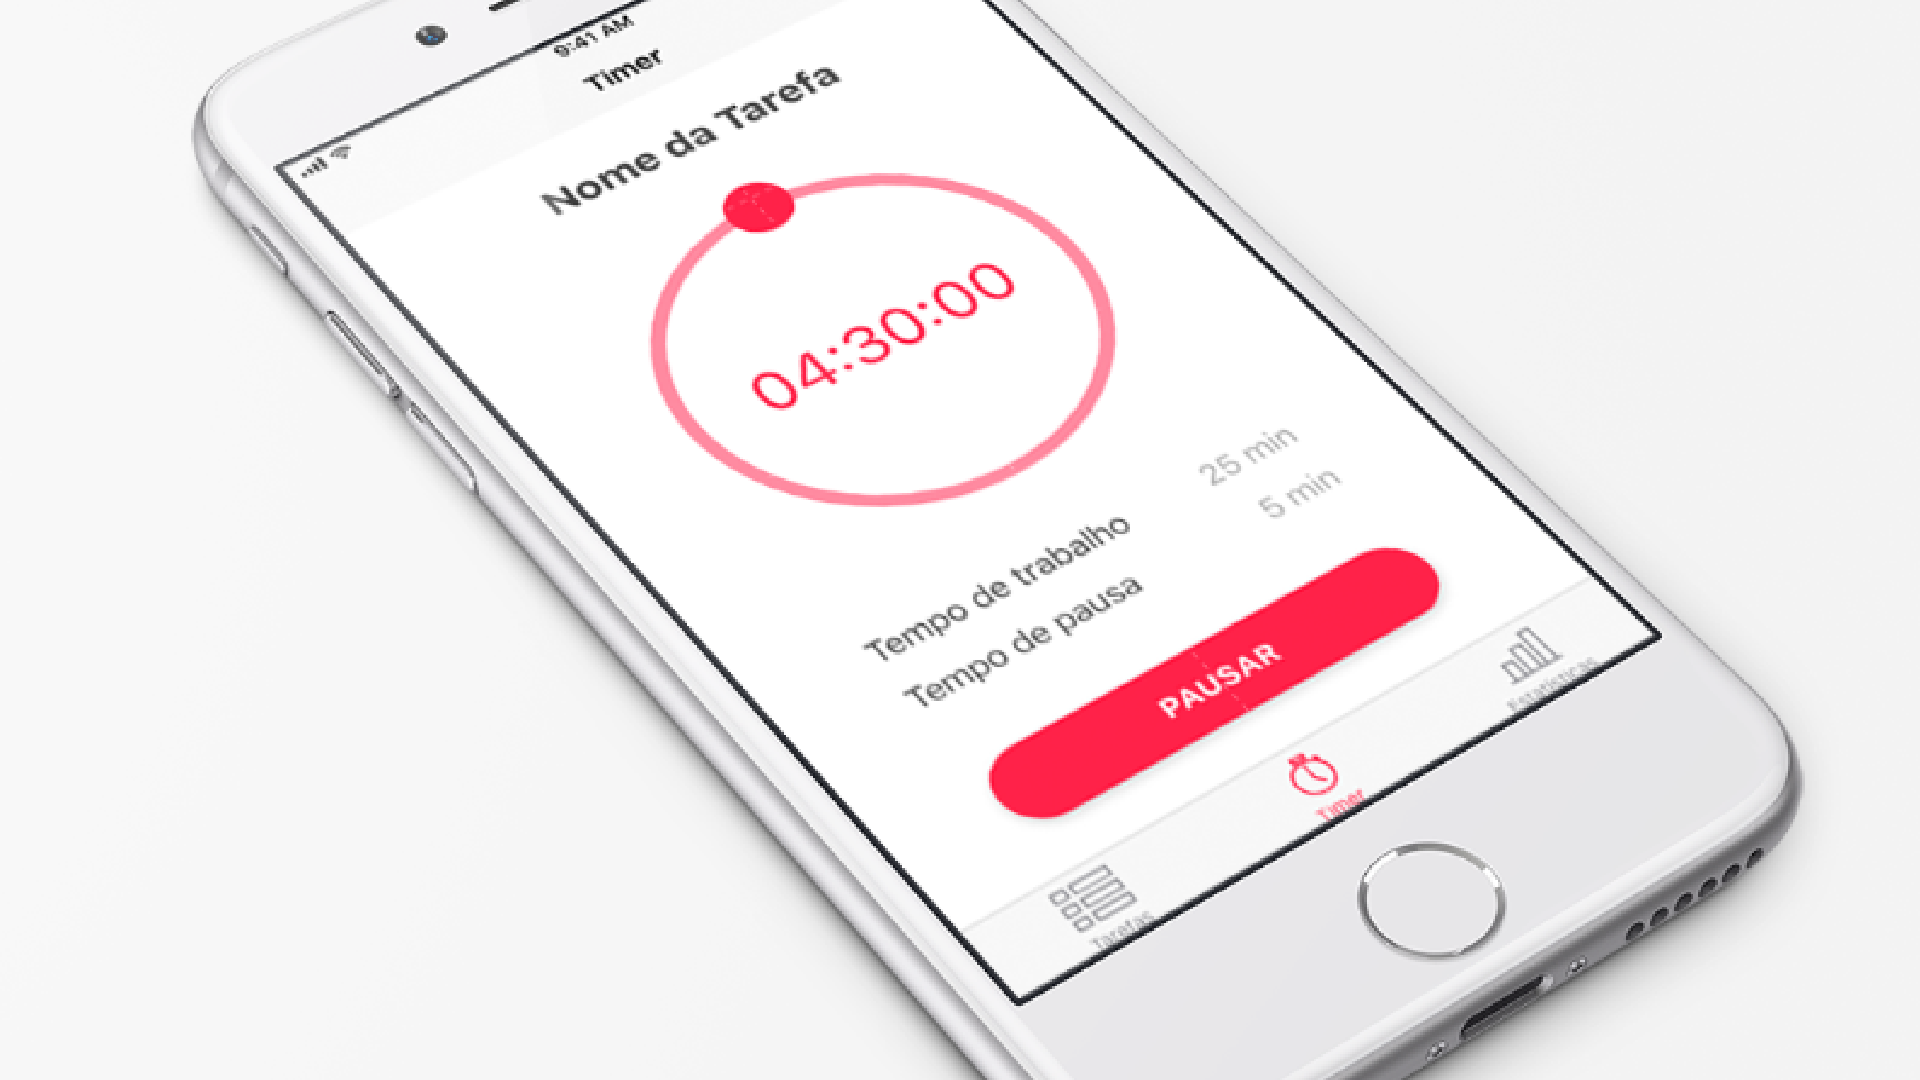 9:41 AM
Timer
Nome da Tarefa
04:30:00
Tempo de trabalho 25 min
Tempo de pausa 5 min
PAUSAR
Tarefas
Timer
Estatísticas